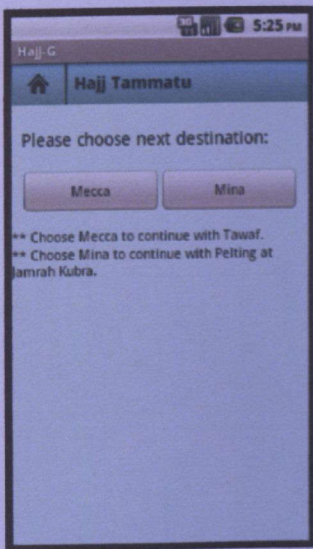 5:25 PM
Hajj-G
Hajj Tammatu
Please choose next destination:
Mecca Mina
** Choose Mecca to continue with Tawaf.
** Choose Mina to continue with Pelting at
Jamrah Kubra.